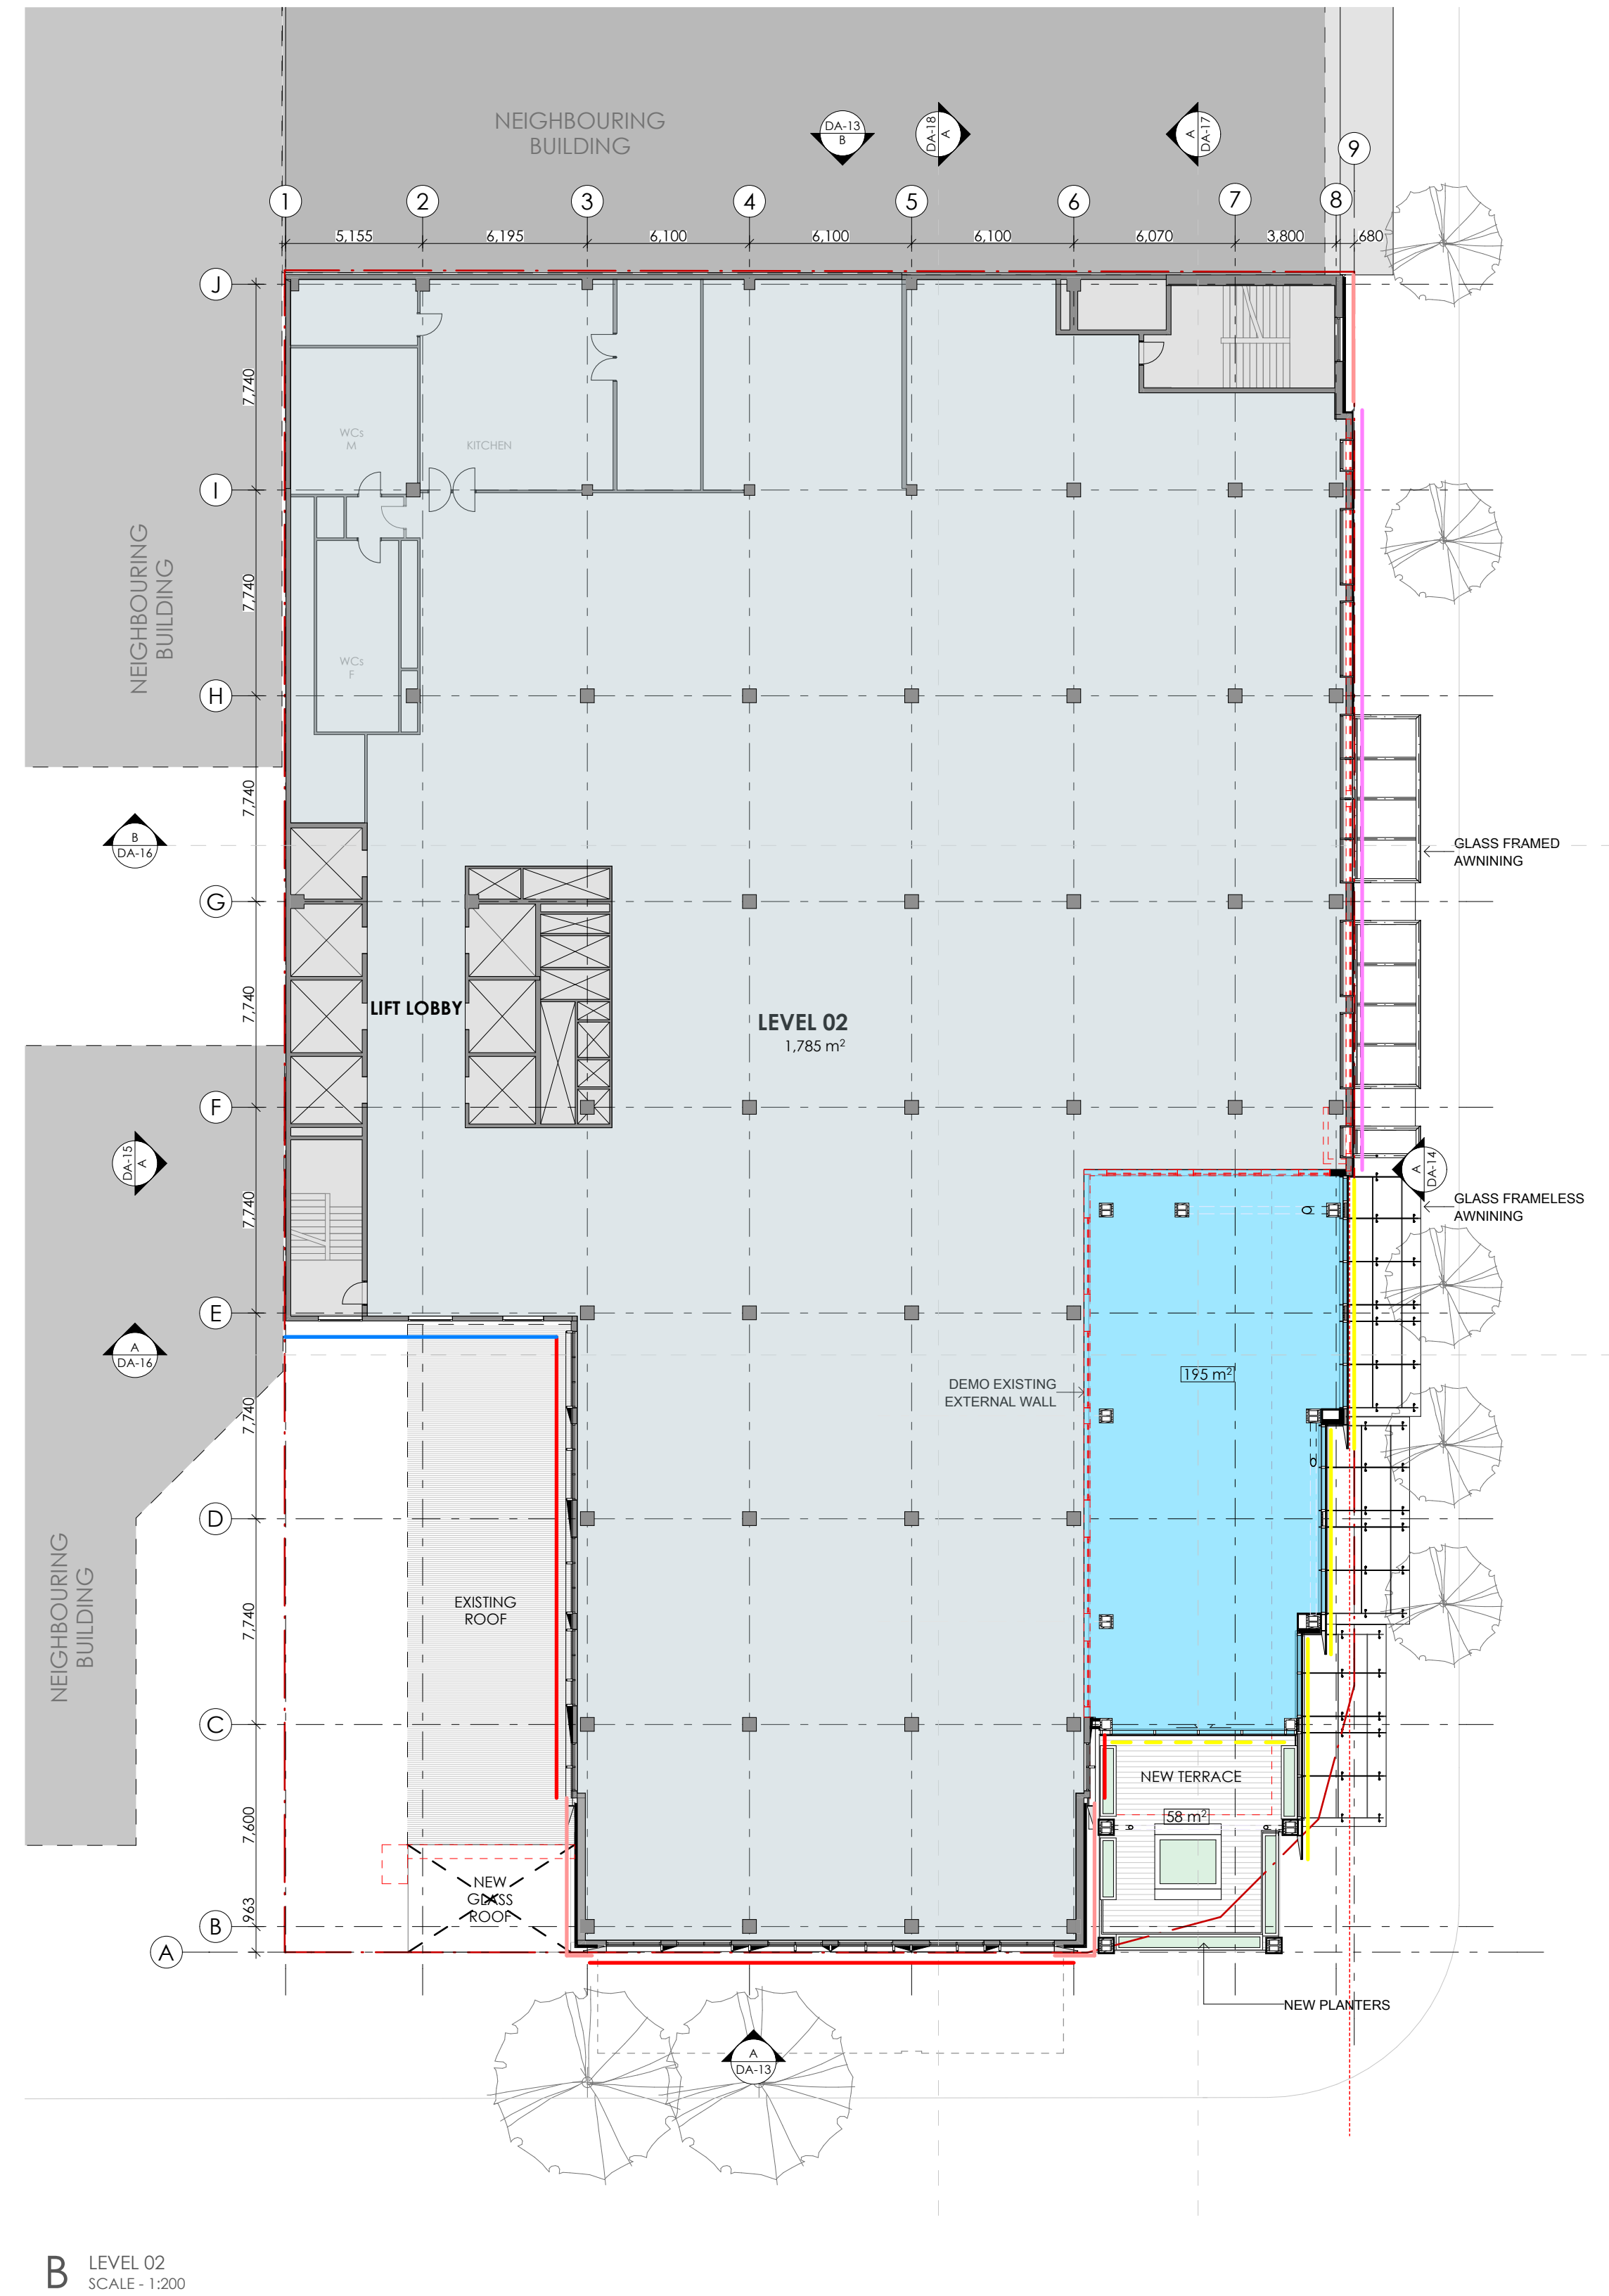 NEIGHBOURING
BUILDING
DA-13
B
DA-18
A
A
DA-17
9
1
2
3
4
5
6
7
8
5,155
6,195
6,100
6,100
6,100
6,070
3,800
680
J
7,740
WCs
M
KITCHEN
I
NEIGHBOURING
BUILDING
7,740
WCs
F
H
7,740
B
DA-16
GLASS FRAMED
AWNINING
G
7,740
LIFT LOBBY
LEVEL 02
1,785 m²
F
DA-15
A
A
DA-14
7,740
GLASS FRAMELESS
AWNINING
E
A
DA-16
195 m²
DEMO EXISTING
EXTERNAL WALL
7,740
D
NEIGHBOURING
BUILDING
EXISTING
ROOF
7,740
C
NEW TERRACE
58 m²
7,600
NEW
GLASS
ROOF
963
B
A
NEW PLANTERS
A
DA-13
B
LEVEL 02
SCALE - 1:200